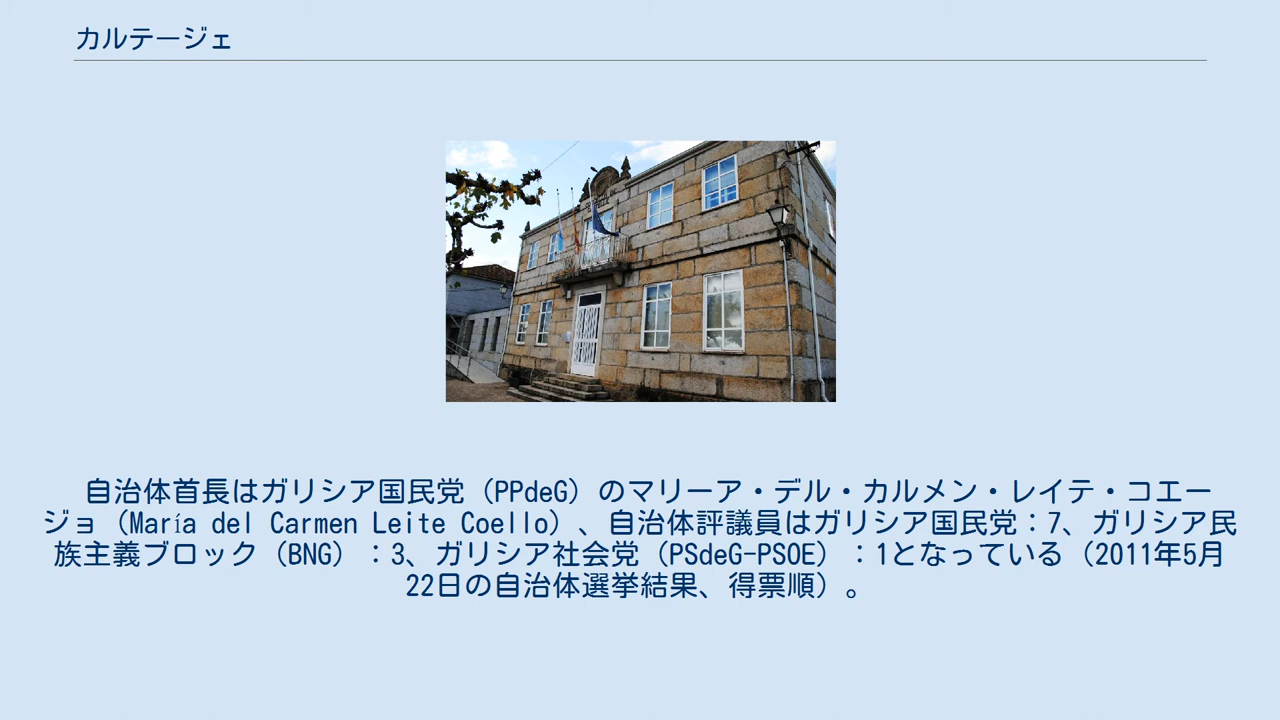 カルテージェ
自治体首長はガリシア国民党（PPdeG）のマリーア・デル・カルメン・レイテ・コエー
ジョ（María del Carmen Leite Coello）、自治体評議員はガリシア国民党：7、ガリシア民
族主義ブロック（BNG）：3、ガリシア社会党（PSdeG-PSOE）：1となっている（2011年5月
22日の自治体選挙結果、得票順）。